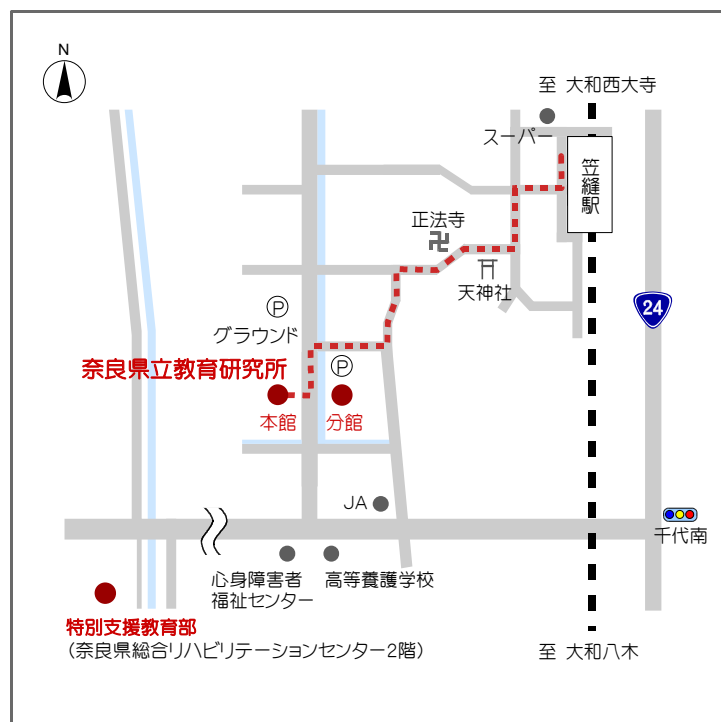 N
至 大和西大寺
スーパー
笠縫駅
正法寺
卍
天神社
24
P
グラウンド
P
奈良県立教育研究所
本館 分館
JA
千代南
心身障害者
福祉センター
高等養護学校
特別支援教育部
(奈良県総合リハビリテーションセンター2階)
至 大和八木